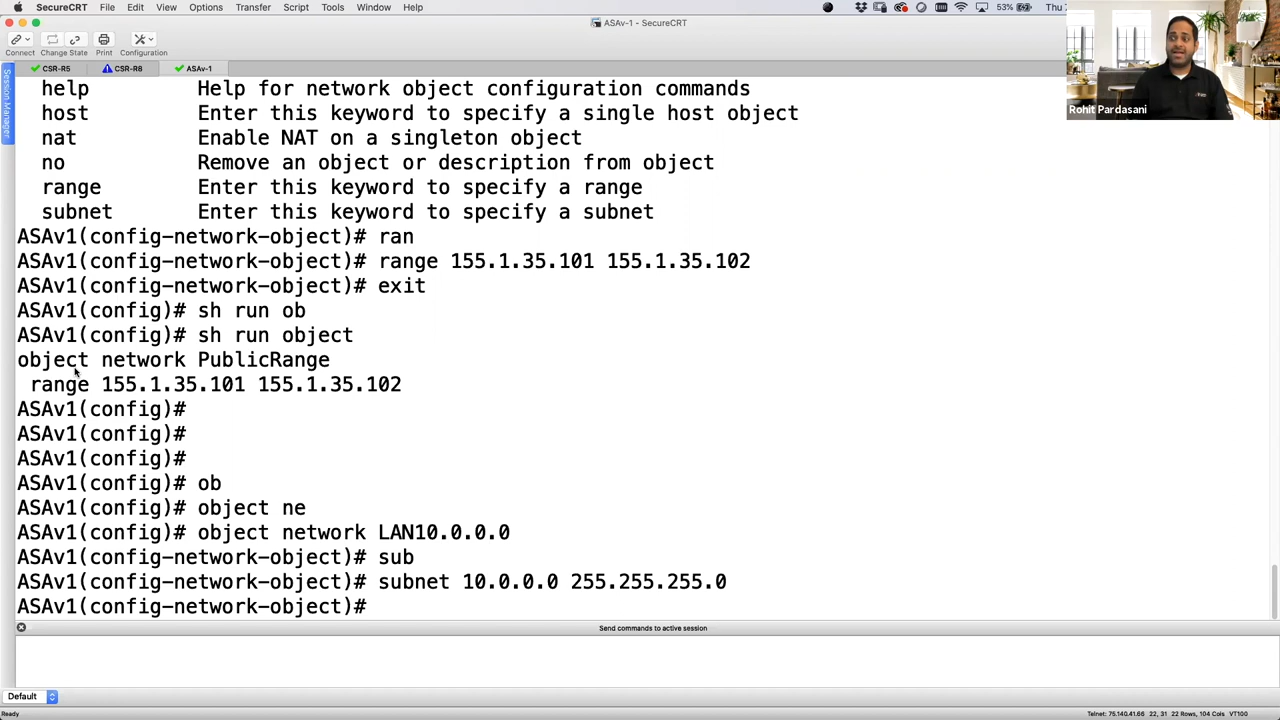 SecureCRT File Edit View Options Transfer Script Tools Window Help 53% Thu 7
ASAv-1 - SecureCRT
Connect Change State Print Configuration
CSR-R5 CSR-R6 ASAv-1
Session Manager
Rohit Pardasani
help Help for network object configuration commands
host Enter this keyword to specify a single host object
nat Enable NAT on a singleton object
no Remove an object or description from object
range Enter this keyword to specify a range
subnet Enter this keyword to specify a subnet
ASAv1(config-network-object)# ran
ASAv1(config-network-object)# range 155.1.35.101 155.1.35.102
ASAv1(config-network-object)# exit
ASAv1(config)# sh run ob
ASAv1(config)# sh run object
object network PublicRange
range 155.1.35.101 155.1.35.102
ASAv1(config)#
ASAv1(config)#
ASAv1(config)#
ASAv1(config)# ob
ASAv1(config)# object ne
ASAv1(config)# object network LAN10.0.0.0
ASAv1(config-network-object)# sub
ASAv1(config-network-object)# subnet 10.0.0.0 255.255.255.0
ASAv1(config-network-object)#
Send commands to active session
Default
Ready Telnet: 75.140.41.66 22, 31 22 Rows, 104 Cols VT100